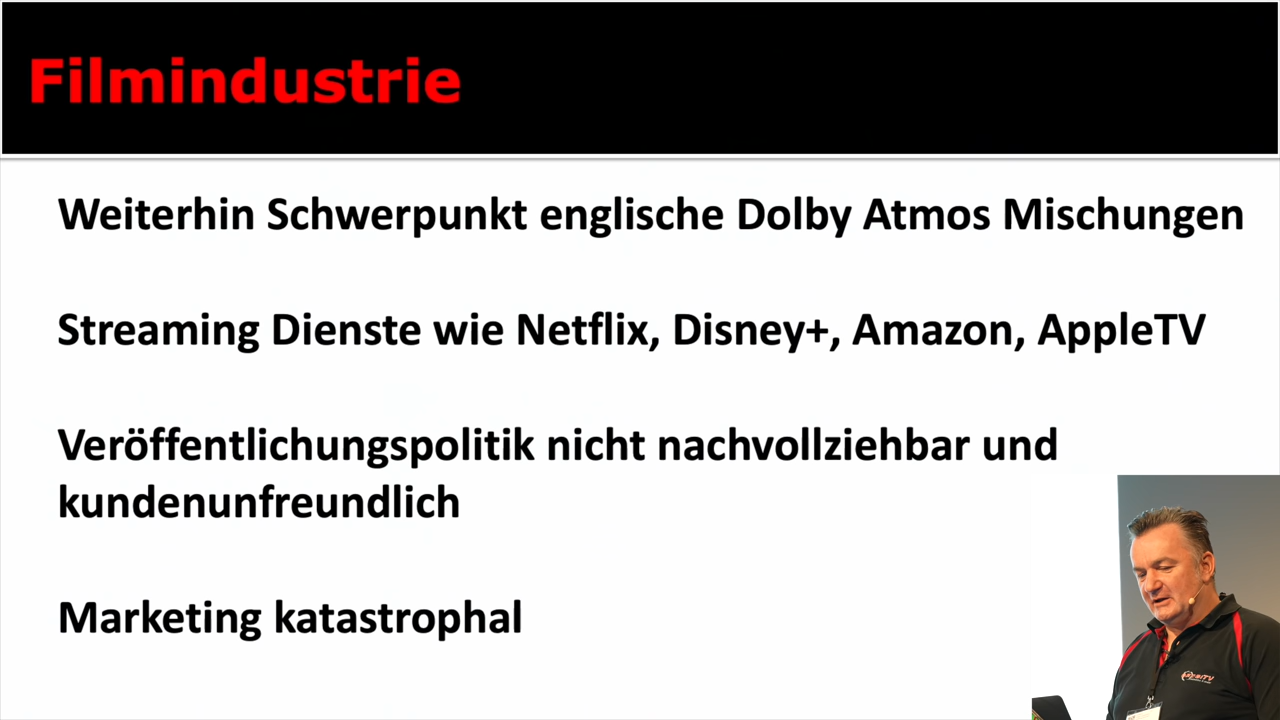 Filmindustrie
Weiterhin Schwerpunkt englische Dolby Atmos Mischungen
Streaming Dienste wie Netflix, Disney+, Amazon, AppleTV
Veröffentlichungspolitik nicht nachvollziehbar und
kundenunfreundlich
Marketing katastrophal